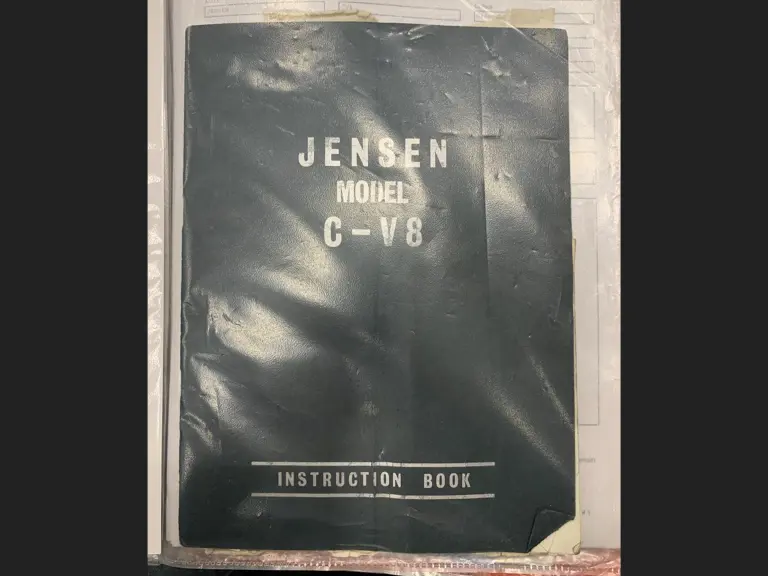 JENSEN
MODEL
C-V8
INSTRUCTION BOOK